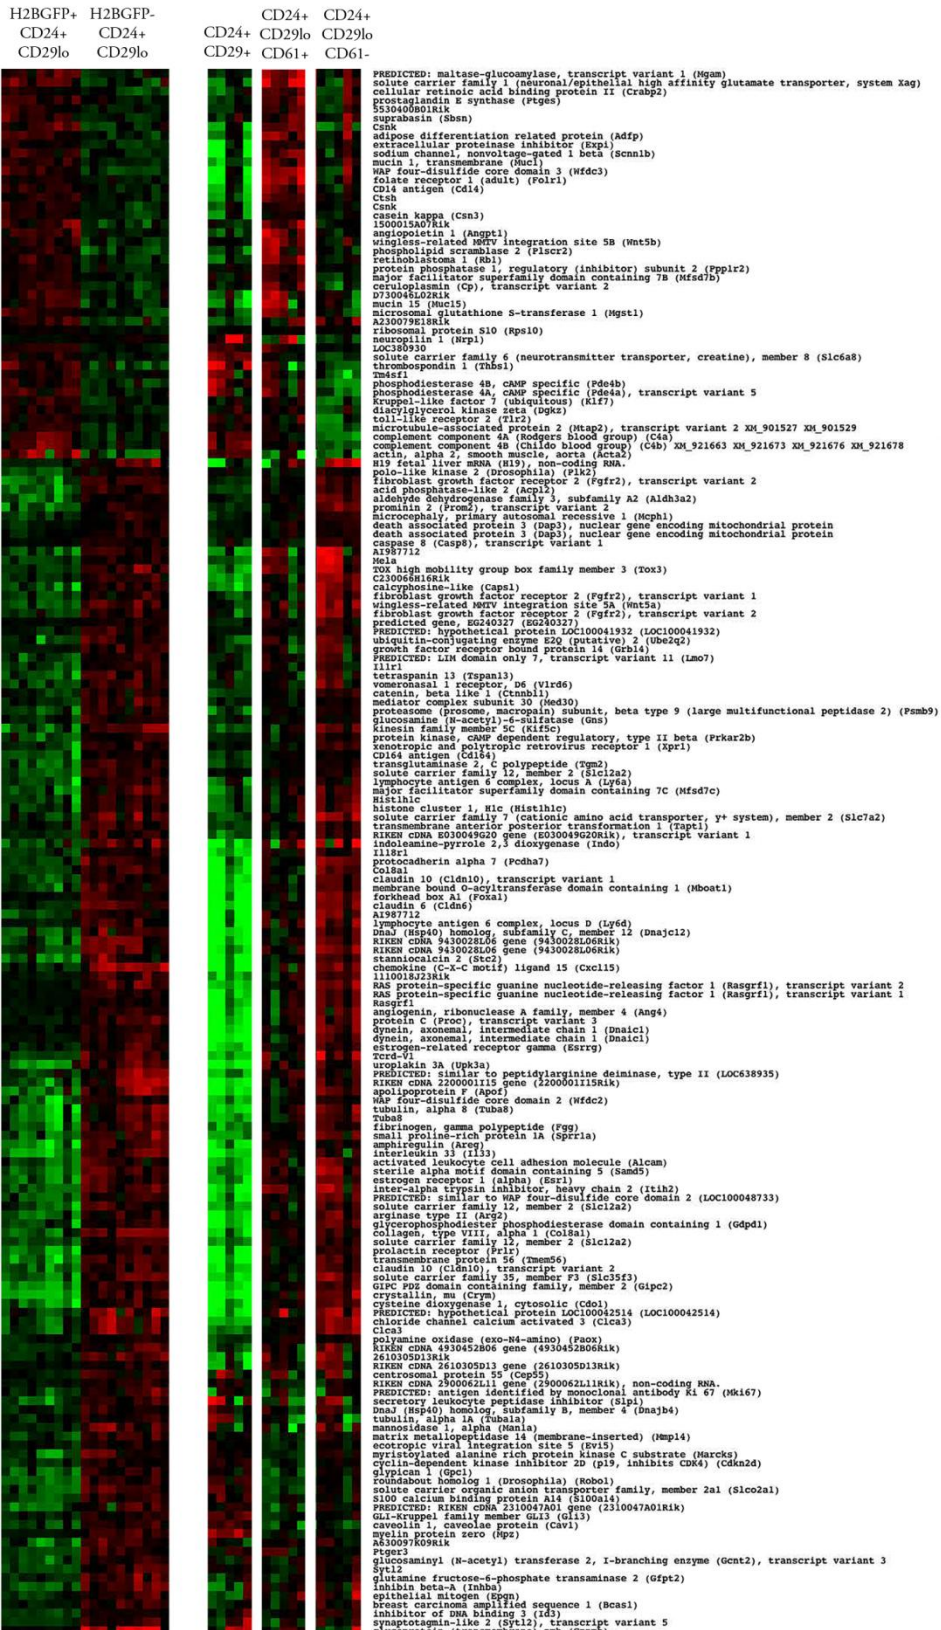 H2BGFP+
CD24+
CD29lo
H2BGFP-
CD24+
CD29lo
CD24+
CD29+
CD24+
CD29lo
CD61+
CD24+
CD29lo
CD61-
PREDICTED: maltase-glucoamylase, transcript variant 1 (Mgam)
solute carrier family 1 (neuronal/epithelial high affinity glutamate transporter, system Xag)
cellular retinoic acid binding protein II (Crabp2)
prostaglandin E synthase (Ptges)
5530400B01Rik
suprabasin (Sbsn)
Csnk
adipose differentiation related protein (Adfp)
extracellular proteinase inhibitor (Expi)
sodium channel, nonvoltage-gated 1 beta (Scnn1b)
mucin 1, transmembrane (Muc1)
WAP four-disulfide core domain 3 (Wfdc3)
folate receptor 1 (adult) (Folr1)
CD14 antigen (Cd14)
Ctsh
Csnk
casein kappa (Csn3)
1500015A07Rik
angiopoietin 1 (Angpt1)
wingless-related MMTV integration site 5B (Wnt5b)
phospholipid scramblase 2 (Plscr2)
retinoblastoma 1 (Rb1)
protein phosphatase 1, regulatory (inhibitor) subunit 2 (Ppp1r2)
major facilitator superfamily domain containing 7B (Mfsd7b)
ceruloplasmin (Cp), transcript variant 2
D730046L02Rik
mucin 15 (Muc15)
microsomal glutathione S-transferase 1 (Mgst1)
A230079E18Rik
ribosomal protein S10 (Rps10)
neuropilin 1 (Nrp1)
LOC380930
solute carrier family 6 (neurotransmitter transporter, creatine), member 8 (Slc6a8)
thrombospondin 1 (Thbs1)
Tm4sf1
phosphodiesterase 4B, cAMP specific (Pde4b)
phosphodiesterase 4A, cAMP specific (Pde4a), transcript variant 5
Kruppel-like factor 7 (ubiquitous) (Klf7)
diacylglycerol kinase zeta (Dgkz)
toll-like receptor 2 (Tlr2)
microtubule-associated protein 2 (Mtap2), transcript variant 2 XM_901527 XM_901529
complement component 4A (Rodgers blood group) (C4a)
complement component 4B (Childo blood group) (C4b) XM_921663 XM_921673 XM_921676 XM_921678
actin, alpha 2, smooth muscle, aorta (Acta2)
H19 fetal liver mRNA (H19), non-coding RNA.
polo-like kinase 2 (Drosophila) (Plk2)
fibroblast growth factor receptor 2 (Fgfr2), transcript variant 2
acid phosphatase-like 2 (Acpl2)
aldehyde dehydrogenase family 3, subfamily A2 (Aldh3a2)
prominin 2 (Prom2), transcript variant 2
microcephaly, primary autosomal recessive 1 (Mcph1)
death associated protein 3 (Dap3), nuclear gene encoding mitochondrial protein
death associated protein 3 (Dap3), nuclear gene encoding mitochondrial protein
caspase 8 (Casp8), transcript variant 1
AI987712
Mela
TOX high mobility group box family member 3 (Tox3)
C230066H16Rik
calcyphosine-like (Capsl)
fibroblast growth factor receptor 2 (Fgfr2), transcript variant 1
wingless-related MMTV integration site 5A (Wnt5a)
fibroblast growth factor receptor 2 (Fgfr2), transcript variant 2
predicted gene, EG240327 (EG240327)
PREDICTED: hypothetical protein LOC100041932 (LOC100041932)
ubiquitin-conjugating enzyme E2Q (putative) 2 (Ube2q2)
growth factor receptor bound protein 14 (Grb14)
PREDICTED: LIM domain only 7, transcript variant 11 (Lmo7)
Il1r1
tetraspanin 13 (Tspan13)
vomeronasal 1 receptor, D6 (V1rd6)
catenin, beta like 1 (Ctnnbl1)
mediator complex subunit 30 (Med30)
proteasome (prosome, macropain) subunit, beta type 9 (large multifunctional peptidase 2) (Psmb9)
glucosamine (N-acetyl)-6-sulfatase (Gns)
kinesin family member 5C (Kif5c)
protein kinase, cAMP dependent regulatory, type II beta (Prkar2b)
xenotropic and polytropic retrovirus receptor 1 (Xpr1)
CD164 antigen (Cd164)
transglutaminase 2, C polypeptide (Tgm2)
solute carrier family 12, member 2 (Slc12a2)
lymphocyte antigen 6 complex, locus A (Ly6a)
major facilitator superfamily domain containing 7C (Mfsd7c)
Hist1h1c
histone cluster 1, H1c (Hist1h1c)
solute carrier family 7 (cationic amino acid transporter, y+ system), member 2 (Slc7a2)
transmembrane anterior posterior transformation 1 (Tapt1)
RIKEN cDNA E030049G20 gene (E030049G20Rik), transcript variant 1
indoleamine-pyrrole 2,3 dioxygenase (Indo)
Il18r1
protocadherin alpha 7 (Pcdha7)
Col8a1
claudin 10 (Cldn10), transcript variant 1
membrane bound O-acyltransferase domain containing 1 (Mboat1)
forkhead box A1 (Foxa1)
claudin 6 (Cldn6)
AI987712
lymphocyte antigen 6 complex, locus D (Ly6d)
DnaJ (Hsp40) homolog, subfamily C, member 12 (Dnajc12)
RIKEN cDNA 9430028L06 gene (9430028L06Rik)
RIKEN cDNA 9430028L06 gene (9430028L06Rik)
stanniocalcin 2 (Stc2)
chemokine (C-X-C motif) ligand 15 (Cxcl15)
1110018J23Rik
RAS protein-specific guanine nucleotide-releasing factor 1 (Rasgrf1), transcript variant 2
RAS protein-specific guanine nucleotide-releasing factor 1 (Rasgrf1), transcript variant 1
Rasgrf1
angiogenin, ribonuclease A family, member 4 (Ang4)
protein C (Proc), transcript variant 3
dynein, axonemal, intermediate chain 1 (Dnaic1)
dynein, axonemal, intermediate chain 1 (Dnaic1)
estrogen-related receptor gamma (Esrrg)
Tcrd-V1
uroplakin 3A (Upk3a)
PREDICTED: similar to peptidylarginine deiminase, type II (LOC638935)
RIKEN cDNA 2200001I15 gene (2200001I15Rik)
apolipoprotein F (Apof)
WAP four-disulfide core domain 2 (Wfdc2)
tubulin, alpha 8 (Tuba8)
Tuba8
fibrinogen, gamma polypeptide (Fgg)
small proline-rich protein 1A (Sprr1a)
amphiregulin (Areg)
interleukin 33 (Il33)
activated leukocyte cell adhesion molecule (Alcam)
sterile alpha motif domain containing 5 (Samd5)
estrogen receptor 1 (alpha) (Esr1)
inter-alpha trypsin inhibitor, heavy chain 2 (Itih2)
PREDICTED: similar to WAP four-disulfide core domain 2 (LOC100048733)
solute carrier family 12, member 2 (Slc12a2)
arginase type II (Arg2)
glycerophosphodiester phosphodiesterase domain containing 1 (Gdpd1)
collagen, type VIII, alpha 1 (Col8a1)
solute carrier family 12, member 2 (Slc12a2)
prolactin receptor (Prlr)
transmembrane protein 56 (Tmem56)
claudin 10 (Cldn10), transcript variant 2
solute carrier family 35, member F3 (Slc35f3)
GIPC PDZ domain containing family, member 2 (Gipc2)
crystallin, mu (Crym)
cysteine dioxygenase 1, cytosolic (Cdo1)
PREDICTED: hypothetical protein LOC100042514 (LOC100042514)
chloride channel calcium activated 3 (Clca3)
Clca3
polyamine oxidase (exo-N4-amino) (Paox)
RIKEN cDNA 4930452B06 gene (4930452B06Rik)
2610305D13Rik
RIKEN cDNA 2610305D13 gene (2610305D13Rik)
centrosomal protein 55 (Cep55)
RIKEN cDNA 2900062L11 gene (2900062L11Rik), non-coding RNA.
PREDICTED: antigen identified by monoclonal antibody Ki 67 (Mki67)
secretory leukocyte peptidase inhibitor (Slpi)
DnaJ (Hsp40) homolog, subfamily B, member 4 (Dnajb4)
tubulin, alpha 1A (Tuba1a)
mannosidase 1, alpha (Man1a)
matrix metallopeptidase 14 (membrane-inserted) (Mmp14)
ecotropic viral integration site 5 (Evi5)
myristoylated alanine rich protein kinase C substrate (Marcks)
cyclin-dependent kinase inhibitor 2D (p19, inhibits CDK4) (Cdkn2d)
glypican 1 (Gpc1)
roundabout homolog 1 (Drosophila) (Robo1)
solute carrier organic anion transporter family, member 2a1 (Slco2a1)
S100 calcium binding protein A14 (S100a14)
PREDICTED: RIKEN cDNA 2310047A01 gene (2310047A01Rik)
GLI-Kruppel family member GLI3 (Gli3)
caveolin 1, caveolae protein (Cav1)
myelin protein zero (Mpz)
A630097K09Rik
Ptger3
glucosaminyl (N-acetyl) transferase 2, I-branching enzyme (Gcnt2), transcript variant 3
Sytl2
glutamine fructose-6-phosphate transaminase 2 (Gfpt2)
inhibin beta-A (Inhba)
epithelial mitogen (Epgn)
breast carcinoma amplified sequence 1 (Bcas1)
inhibitor of DNA binding 3 (Id3)
synaptotagmin-like 2 (Sytl2), transcript variant 5